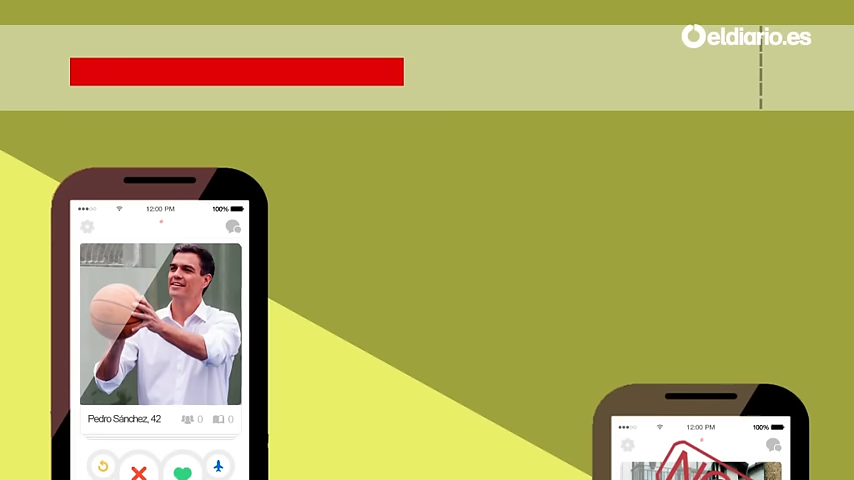 eldiario.es
12:00 PM
100%
Pedro Sánchez, 42
0
0
12:00 PM
100%